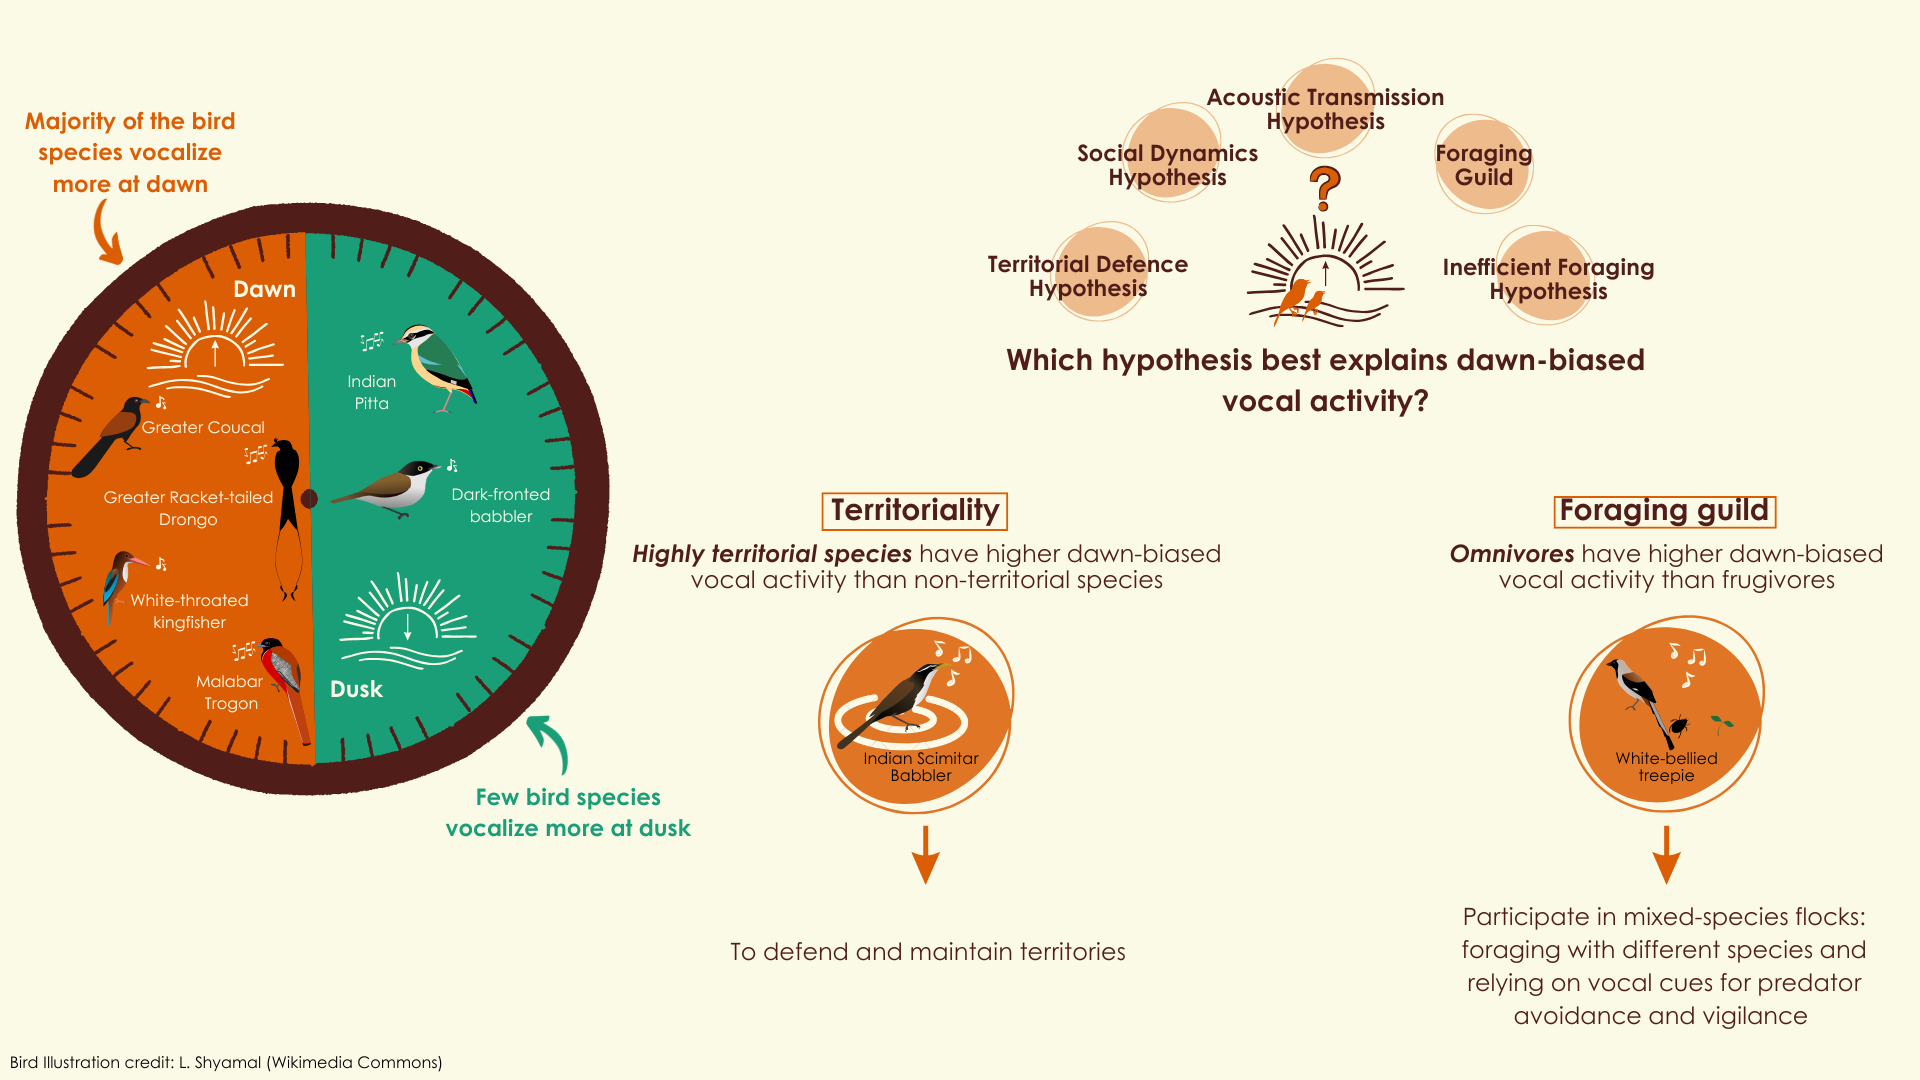 Majority of the bird
species vocalize
more at dawn
Dawn
Greater Coucal
Greater Racket-tailed
Drongo
White-throated
kingfisher
Malabar
Trogon
Indian
Pitta
Dark-fronted
babbler
Dusk
Few bird species
vocalize more at dusk
Acoustic Transmission
Hypothesis
Social Dynamics
Hypothesis
Foraging
Guild
?
Territorial Defence
Hypothesis
Inefficient Foraging
Hypothesis
Which hypothesis best explains dawn-biased
vocal activity?
Territoriality
Highly territorial species have higher dawn-biased
vocal activity than non-territorial species
Indian Scimitar
Babbler
To defend and maintain territories
Foraging guild
Omnivores have higher dawn-biased
vocal activity than frugivores
White-bellied
treepie
Participate in mixed-species flocks:
foraging with different species and
relying on vocal cues for predator
avoidance and vigilance
Bird Illustration credit: L. Shyamal (Wikimedia Commons)